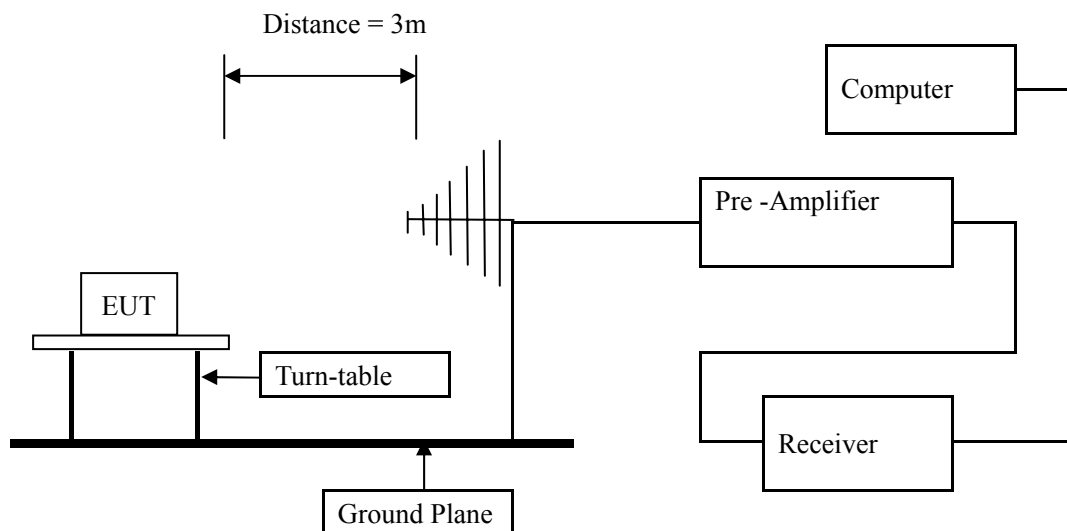 Distance = 3m
Computer
Pre -Amplifier
EUT
Turn-table
Receiver
Ground Plane